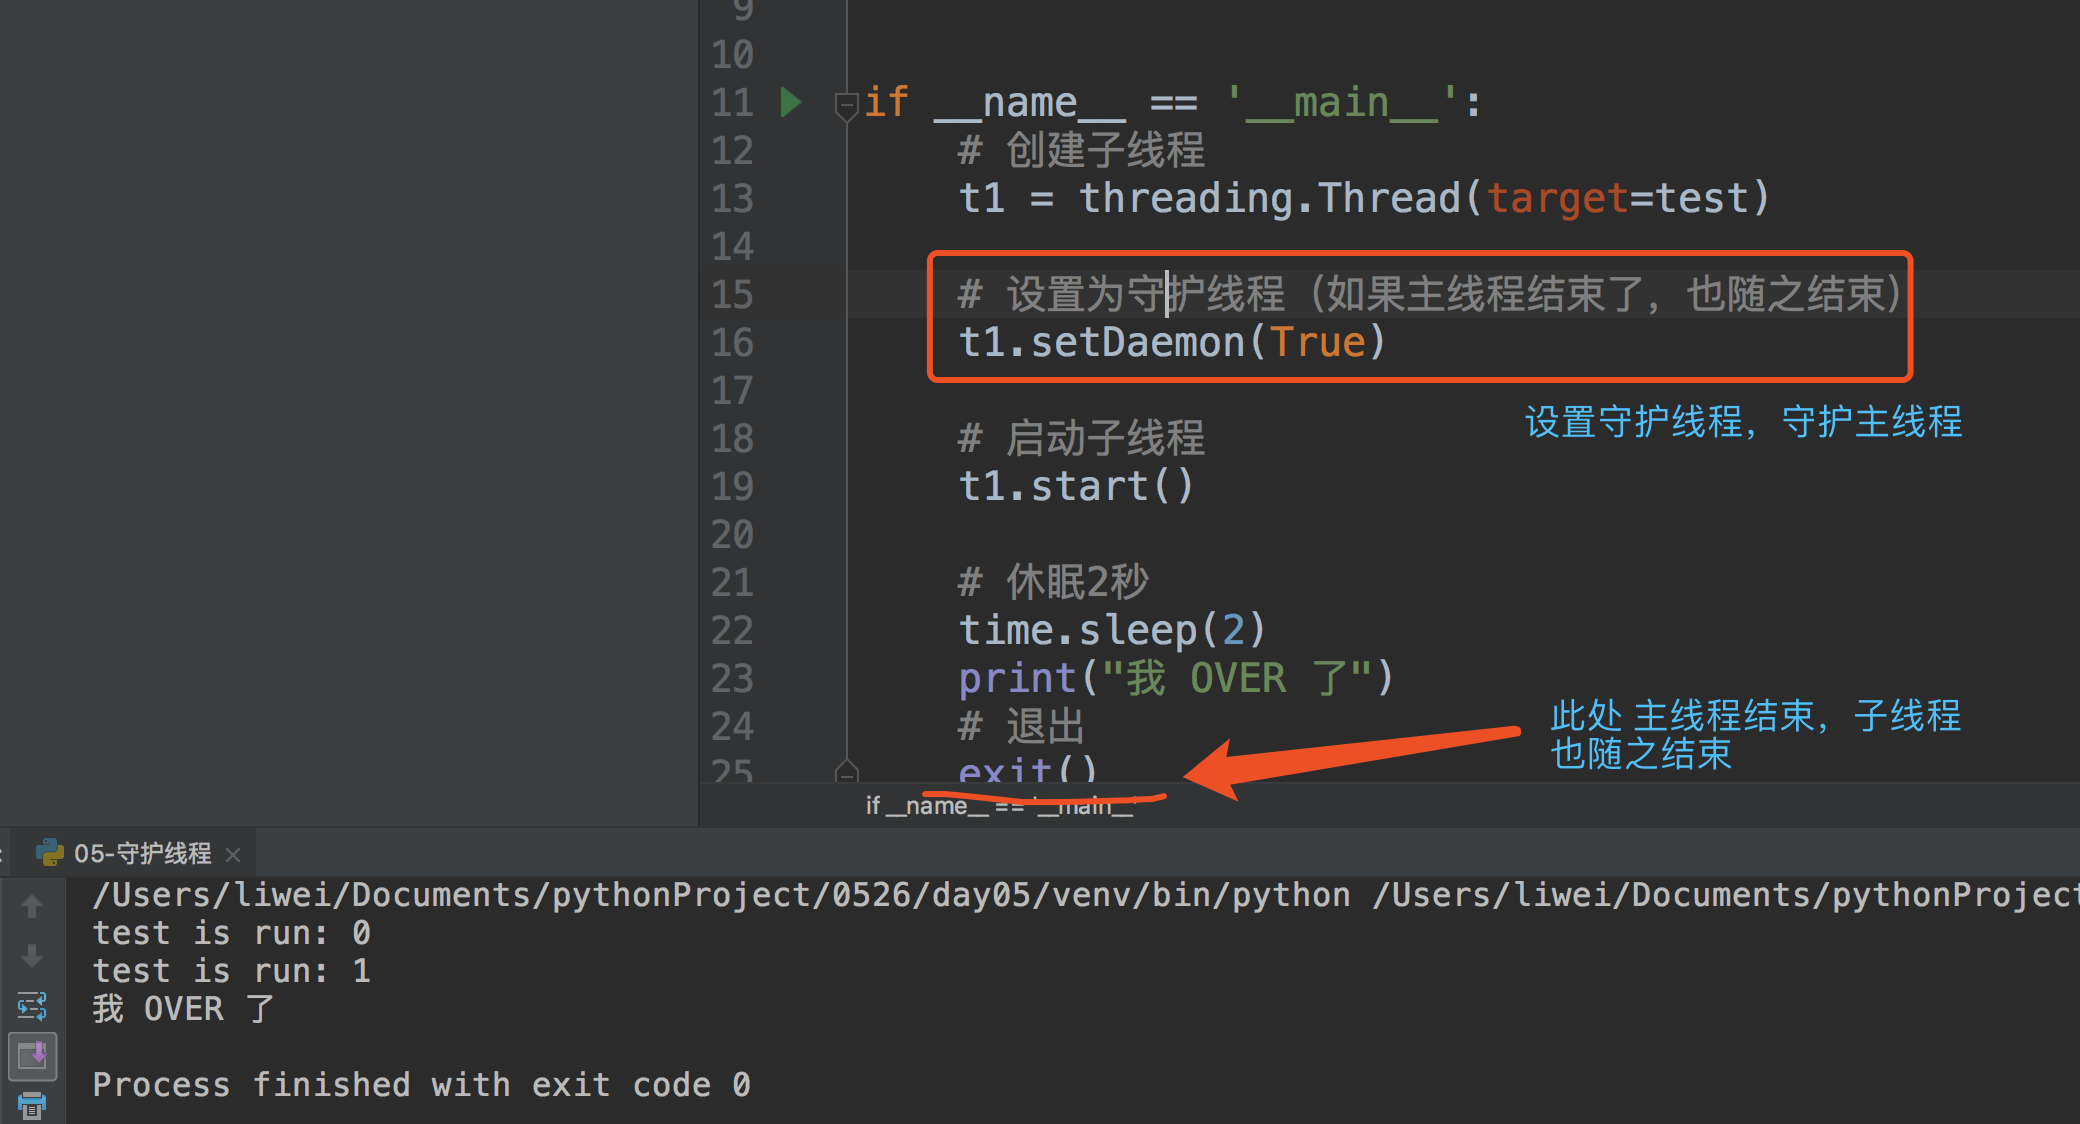 9
10
11 if __name__ == '__main__':
12 # 创建子线程
13 t1 = threading.Thread(target=test)
14
15 # 设置为守护线程（如果主线程结束了，也随之结束）
16 t1.setDaemon(True)
17
设置守护线程，守护主线程
18 # 启动子线程
19 t1.start()
20
21 # 休眠2秒
22 time.sleep(2)
23 print("我 OVER 了")
24 # 退出
此处 主线程结束，子线程
也随之结束
25 exit()
if __name__ == '__main__'
05-守护线程
/Users/liwei/Documents/pythonProject/0526/day05/venv/bin/python /Users/liwei/Documents/pythonProject
test is run: 0
test is run: 1
我 OVER 了
Process finished with exit code 0